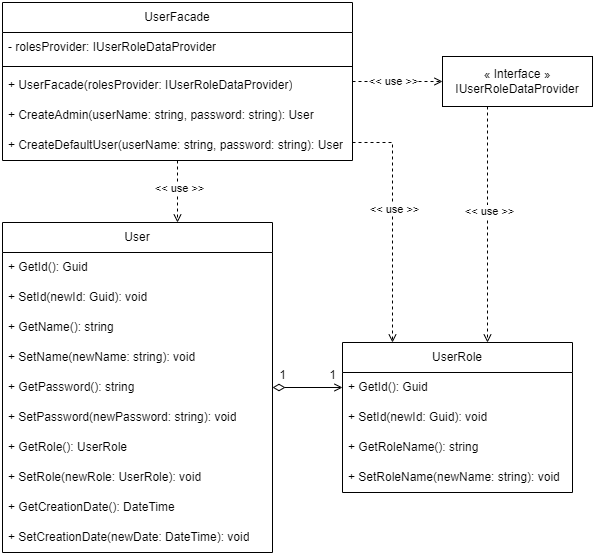 UserFacade
- rolesProvider: IUserRoleDataProvider
+ UserFacade(rolesProvider: IUserRoleDataProvider)
+ CreateAdmin(userName: string, password: string): User
+ CreateDefaultUser(userName: string, password: string): User
<< use >>
« Interface »
IUserRoleDataProvider
<< use >>
<< use >>
<< use >>
User
+ GetId(): Guid
+ SetId(newId: Guid): void
+ GetName(): string
+ SetName(newName: string): void
+ GetPassword(): string
+ SetPassword(newPassword: string): void
+ GetRole(): UserRole
+ SetRole(newRole: UserRole): void
+ GetCreationDate(): DateTime
+ SetCreationDate(newDate: DateTime): void
1
1
UserRole
+ GetId(): Guid
+ SetId(newId: Guid): void
+ GetRoleName(): string
+ SetRoleName(newName: string): void